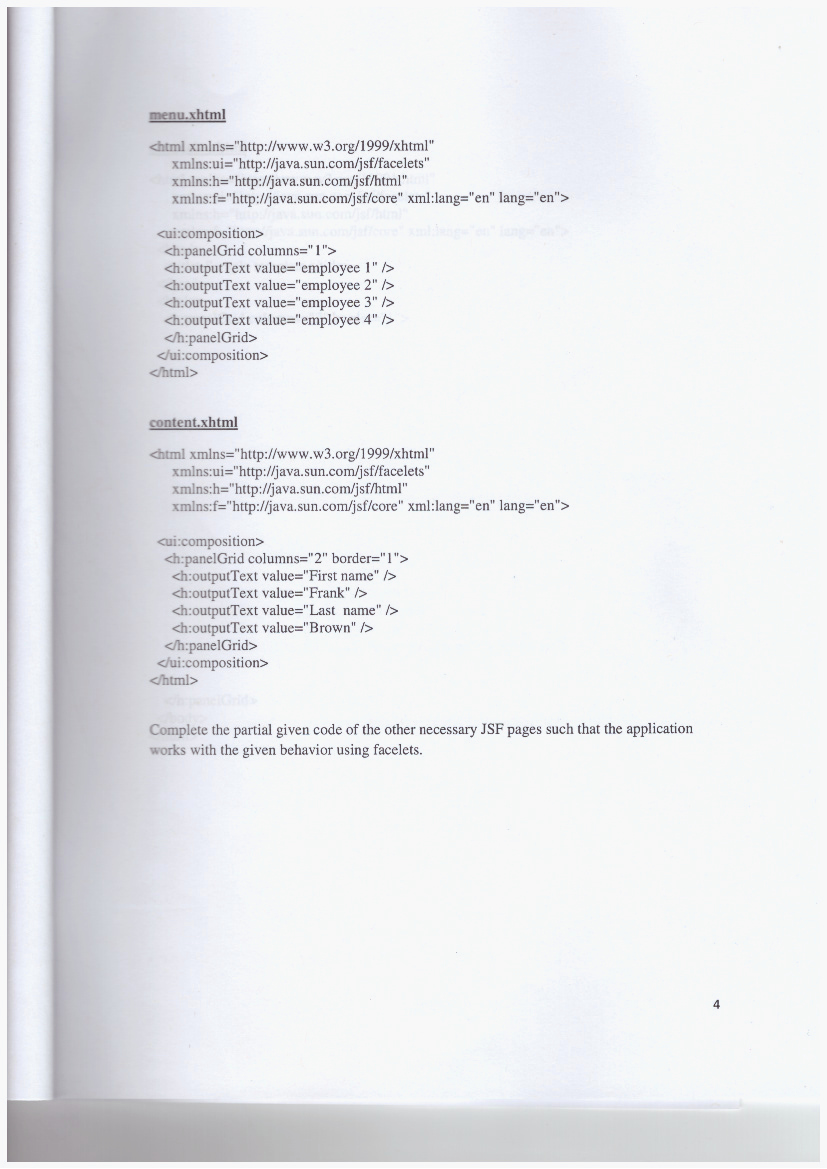 menu.xhtml
<html xmlns="http://www.w3.org/1999/xhtml"
xmlns:ui="http://java.sun.com/jsf/facelets"
xmlns:h="http://java.sun.com/jsf/html"
xmlns:f="http://java.sun.com/jsf/core" xml:lang="en" lang="en">
<ui:composition>
<h:panelGrid columns="1">
<h:outputText value="employee 1" />
<h:outputText value="employee 2" />
<h:outputText value="employee 3" />
<h:outputText value="employee 4" />
</h:panelGrid>
</ui:composition>
</html>
content.xhtml
<html xmlns="http://www.w3.org/1999/xhtml"
xmlns:ui="http://java.sun.com/jsf/facelets"
xmlns:h="http://java.sun.com/jsf/html"
xmlns:f="http://java.sun.com/jsf/core" xml:lang="en" lang="en">
<ui:composition>
<h:panelGrid columns="2" border="1">
<h:outputText value="First name" />
<h:outputText value="Frank" />
<h:outputText value="Last  name" />
<h:outputText value="Brown" />
</h:panelGrid>
</ui:composition>
</html>
Complete the partial given code of the other necessary JSF pages such that the application
works with the given behavior using facelets.
4